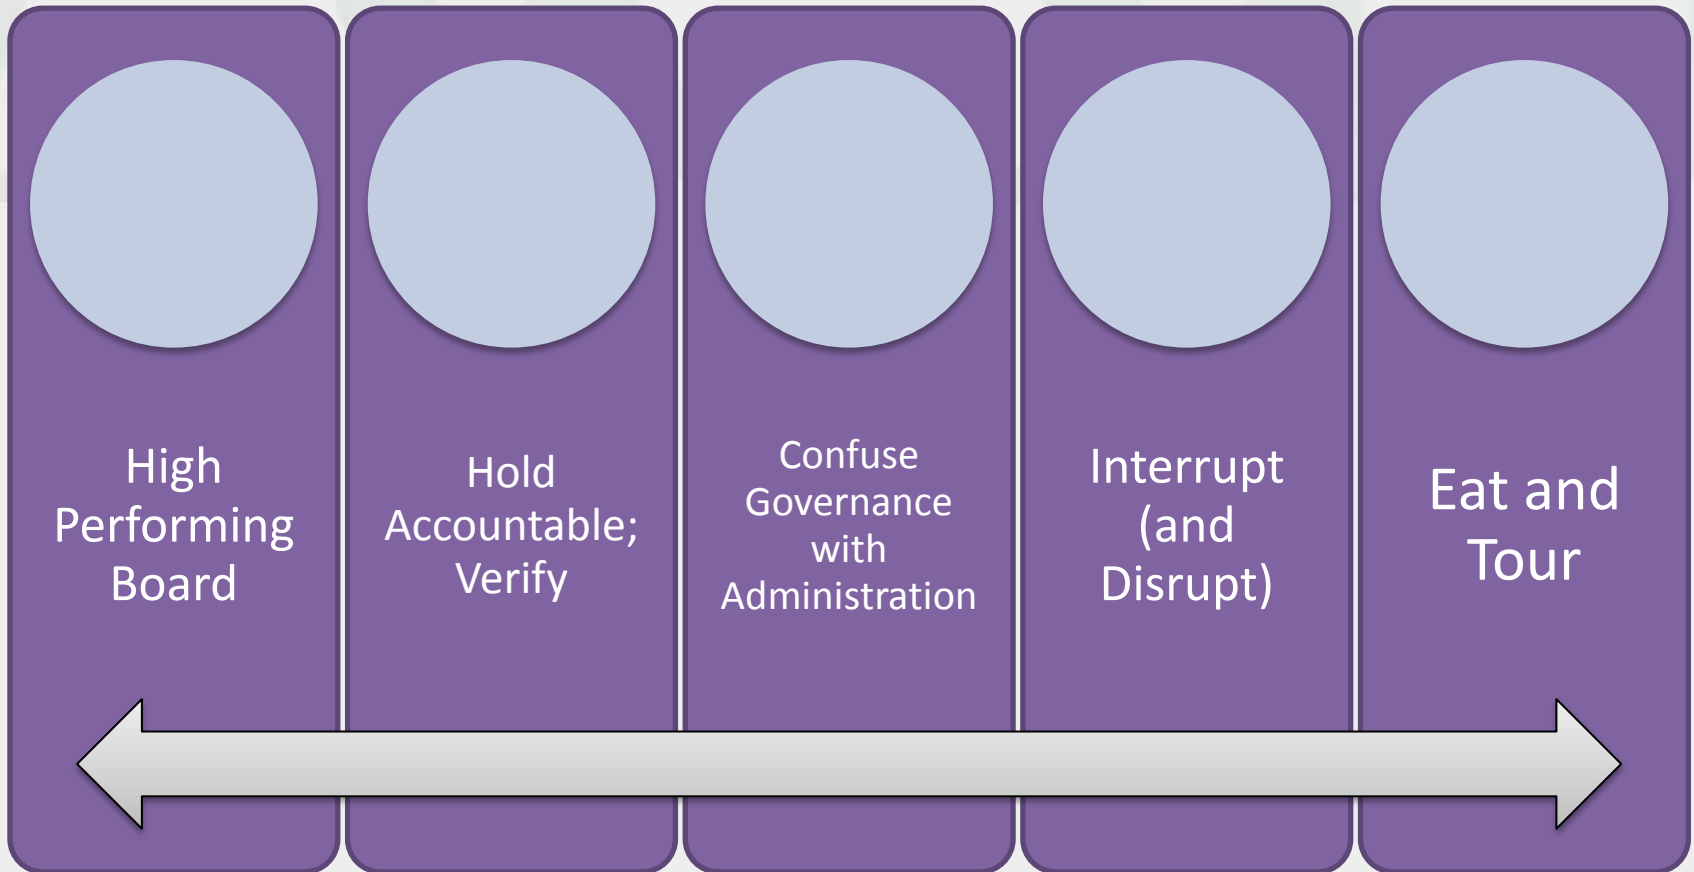 High
Performing
Board
Hold
Accountable;
Verify
Confuse
Governance
with
Administration
Interrupt
(and
Disrupt)
Eat and
Tour